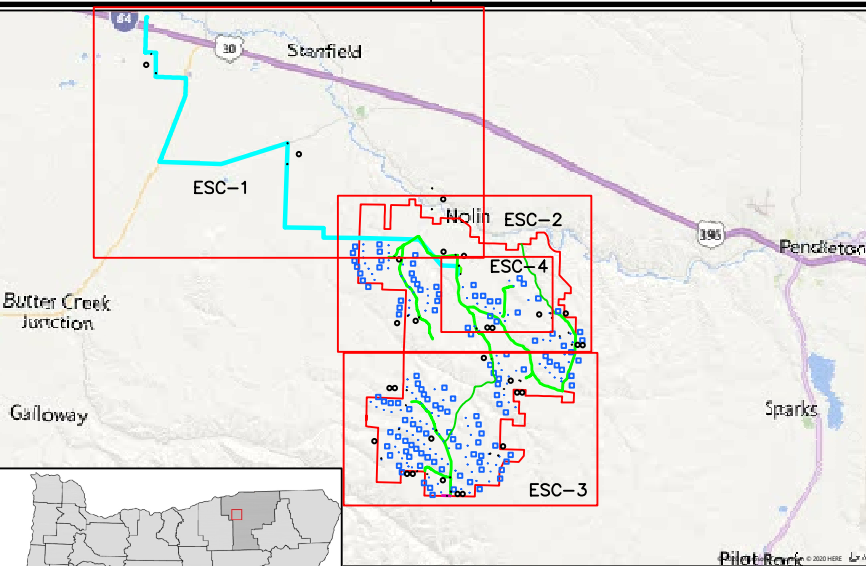 84
30
Stanfield
ESC-1
Nolin
ESC-2
395
Pendleton
ESC-4
Butter Creek
Junction
Galloway
Sparks
ESC-3
Pilot Rock
© 2020 HERE